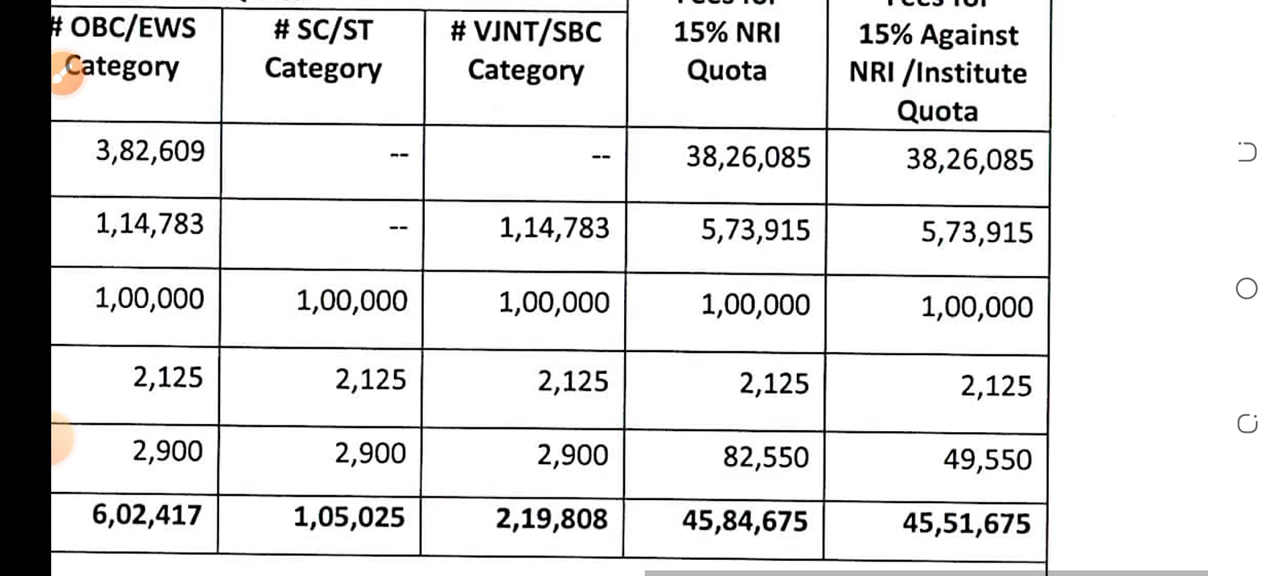 # OBC/EWS # SC/ST # VJNT/SBC 15% NRI 15% Against
Category Category Category Quota NRI /Institute
Quota
3,82,609 -- -- 38,26,085 38,26,085
1,14,783 -- 1,14,783 5,73,915 5,73,915
1,00,000 1,00,000 1,00,000 1,00,000 1,00,000
2,125 2,125 2,125 2,125 2,125
2,900 2,900 2,900 82,550 49,550
6,02,417 1,05,025 2,19,808 45,84,675 45,51,675